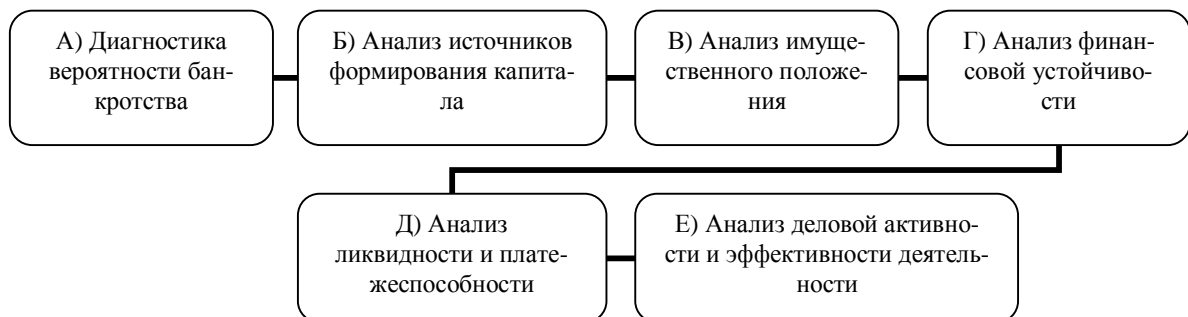 А) Диагностика
вероятности бан-
кротства
Б) Анализ источников
формирования капита-
ла
В) Анализ имуще-
ственного положе-
ния
Г) Анализ финан-
совой устойчиво-
сти
Д) Анализ
ликвидности и плате-
жеспособности
Е) Анализ деловой активно-
сти и эффективности деятель-
ности